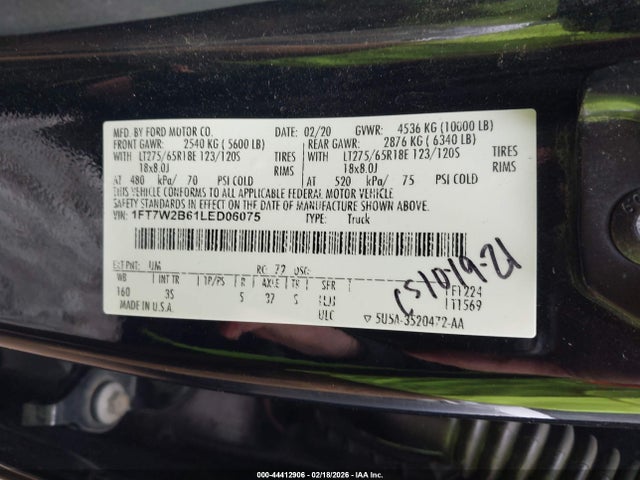 MFD. BY FORD MOTOR CO. 02/20 GVWR: 4536 KG (10000 LB)
FRONT GAWR: 2540 KG ( 5600 LB) REAR GAWR: 2876 KG ( 6340 LB)
WITH LT275/65R18E 123/120S TIRES WITH LT275/65R18E 123/120S TIRES
18x8.0J RIMS 18x8.0J RIMS
AT 480 kPa/ 70 PSI COLD AT 520 kPa/ 75 PSI COLD
THIS VEHICLE CONFORMS TO ALL APPLICABLE FEDERAL MOTOR VEHICLE
SAFETY STANDARDS IN EFFECT ON THE DATE OF MANUFACTURE SHOWN ABOVE.
VIN: 1FT7W2B61LED06075 TYPE: Truck
EXT PNT: UM RC: 72 DSO:
WB INT TR TP/PS R AXLE TR SPR F1224
160 3S 5 37 S LT1569
MADE IN U.S.A. ULC 5U5A-3520472-AA
000-44412906 - 02/18/2026 - IAA Inc.